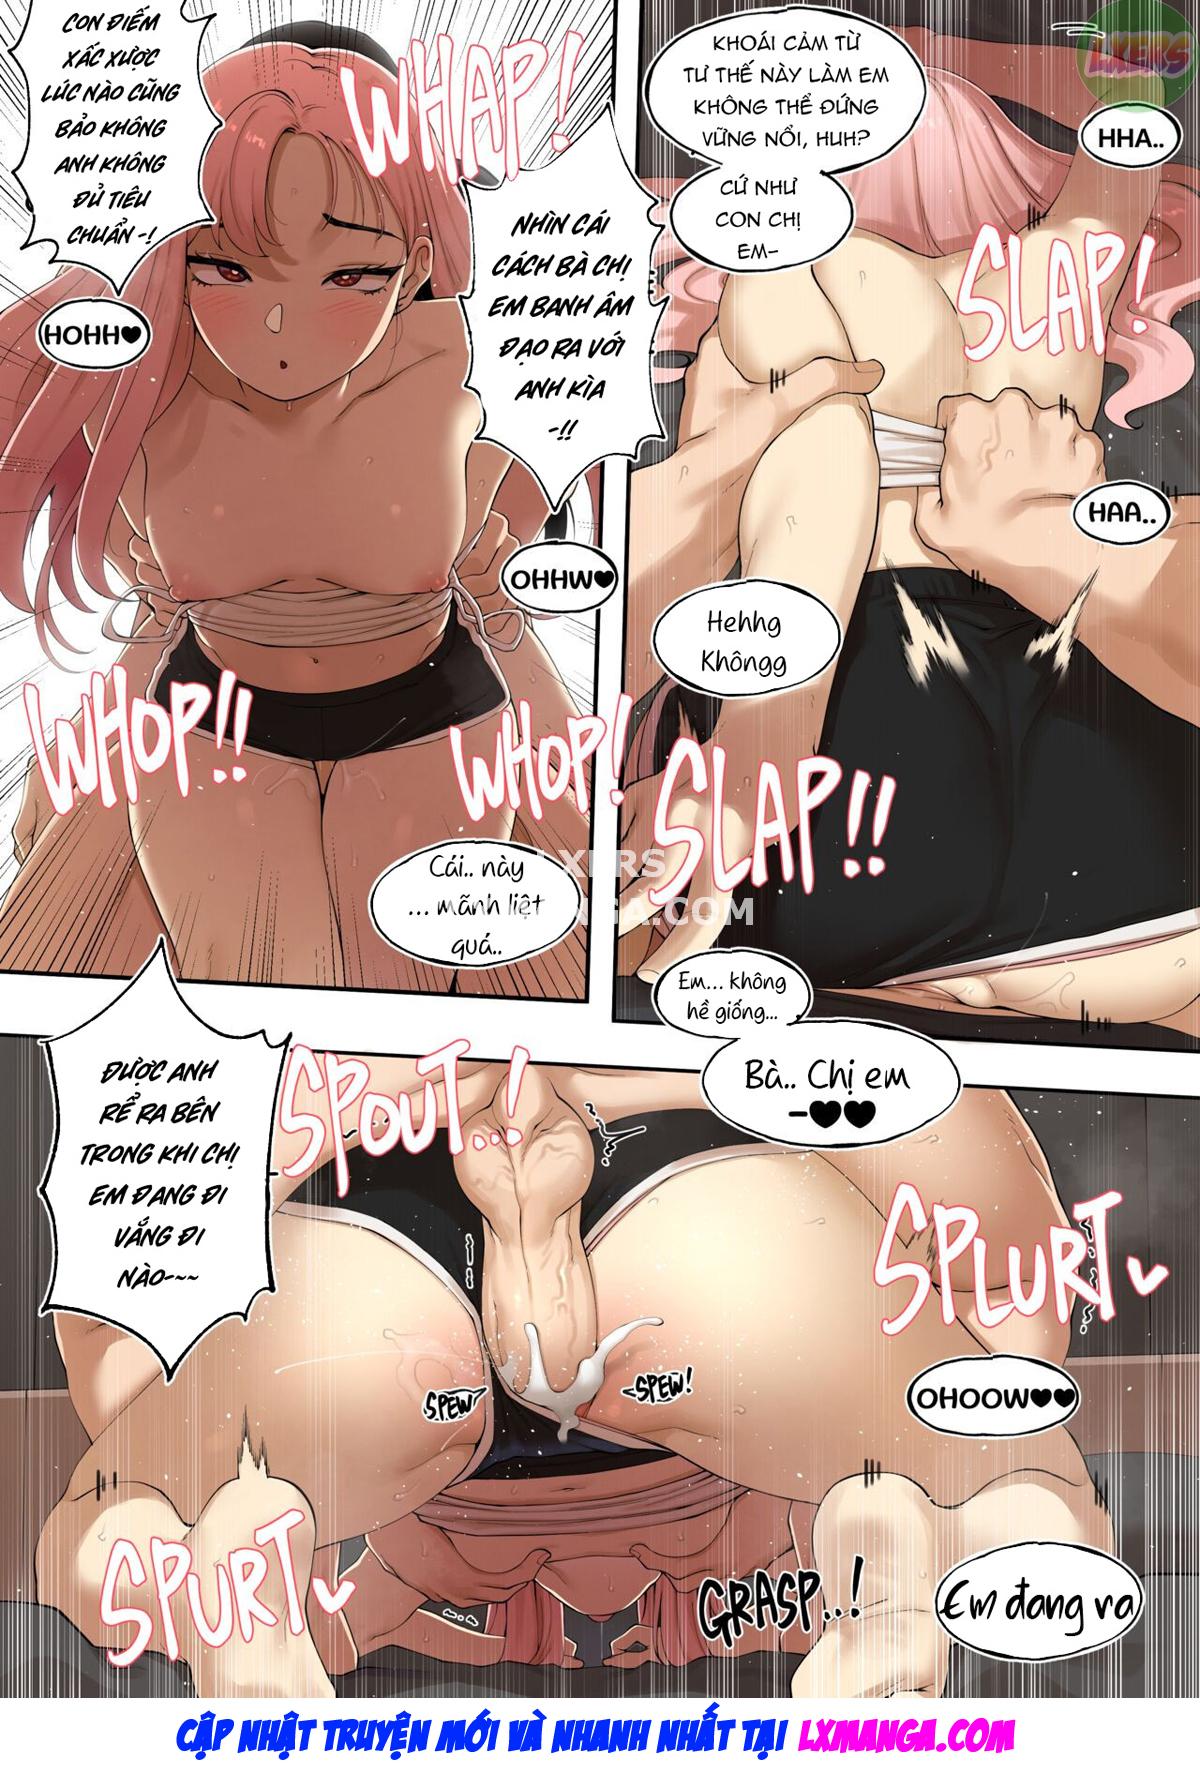 CON ĐIẾM
XẤC XƯỢC
LÚC NÀO CŨNG
BẢO KHÔNG
ANH KHÔNG
ĐỦ TIÊU
CHUẨN -!
WHAP!
HOHH♥
NHÌN CÁI
CÁCH BÀ CHỊ
EM BANH ÂM
ĐẠO RA VỚI
ANH KÌA
-!!
OHHW♥
WHOP!!
WHOP!
Cái.. này
... mãnh liệt
quá..
KHOÁI CẢM TỪ
TƯ THẾ NÀY LÀM EM
KHÔNG THỂ ĐỨNG
VỮNG NỔI, HUH?
CỨ NHƯ
CON CHỊ
EM-
LXERS
HHA..
SLAP!
HAA..
Hehhg
Khôngg
SLAP!!
LXERS
MANGA.COM
Em... không
hề giống...
Bà.. Chị em
-♥♥
ĐƯỢC ANH
RỂ RA BÊN
TRONG KHI CHỊ
EM ĐANG ĐI
VẮNG ĐI
NÀO-~~
SPOUT...!
SPLURT♥
SPEW
SPEW!
OHOOW♥♥
SPURT♥
GRASP...!
Em đang ra
CẬP NHẬT TRUYỆN MỚI VÀ NHANH NHẤT TẠI LXMANGA.COM